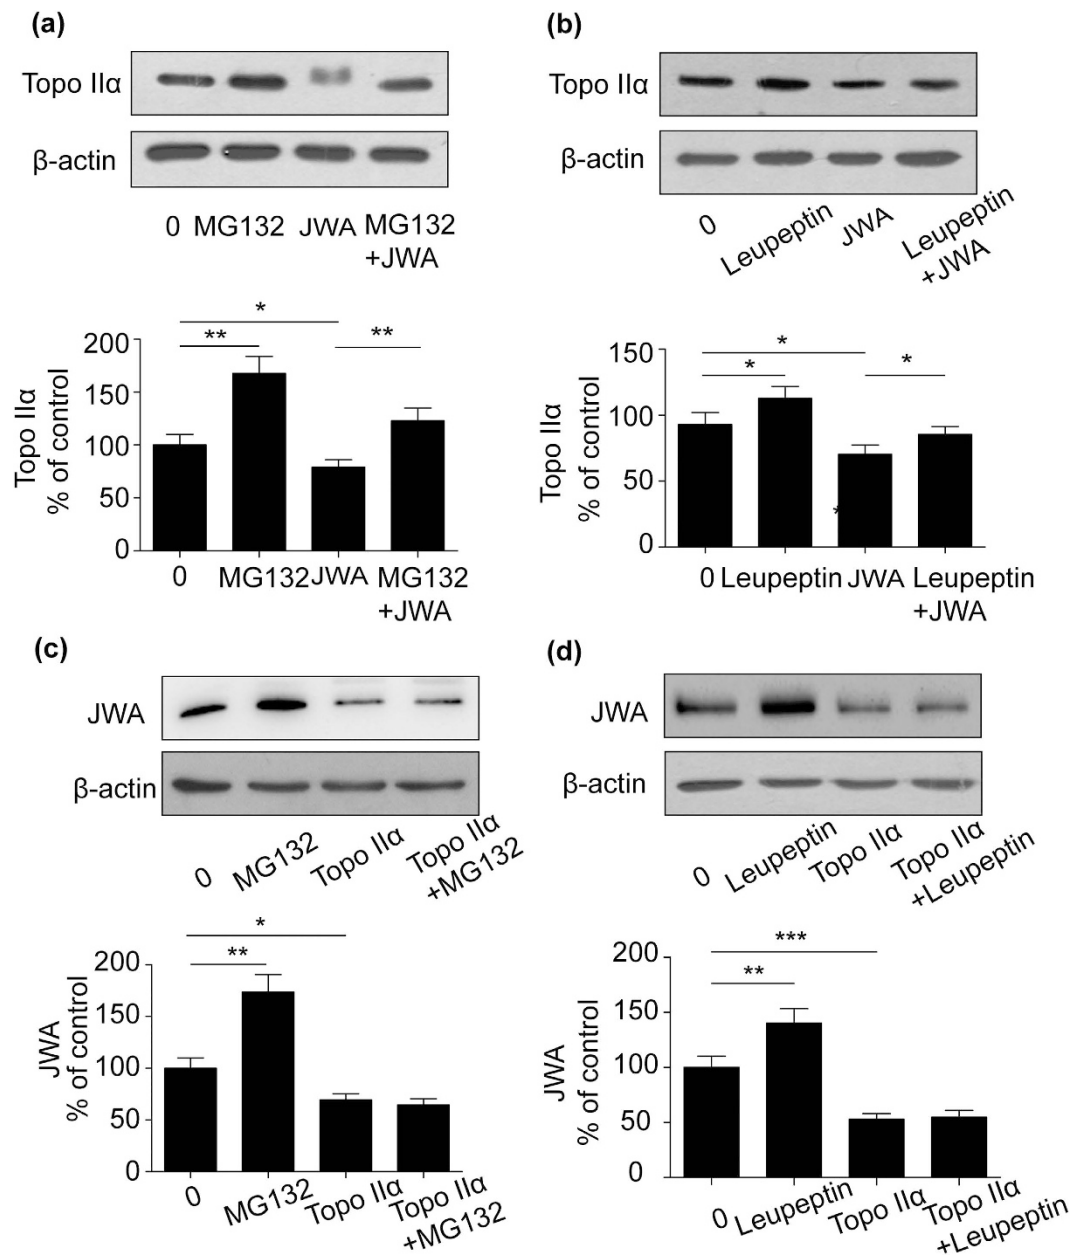 (a)
Topo IIα
β-actin
0 MG132 JWA MG132
+JWA
*
** **
Topo IIα
% of control
200
150
100
50
0
0 MG132 JWA MG132
+JWA
(b)
Topo IIα
β-actin
0 Leupeptin JWA Leupeptin
+JWA
*
* *
Topo IIα
% of control
150
100
50
*
0
0 Leupeptin JWA Leupeptin
+JWA
(c)
JWA
β-actin
0 MG132 Topo IIα Topo IIα
+MG132
*
**
JWA
% of control
200
150
100
50
0
0 MG132 Topo IIα Topo IIα
+MG132
(d)
JWA
β-actin
0 Leupeptin Topo IIα Topo IIα
+Leupeptin
***
**
JWA
% of control
200
150
100
50
0
0 Leupeptin Topo IIα Topo IIα
+Leupeptin